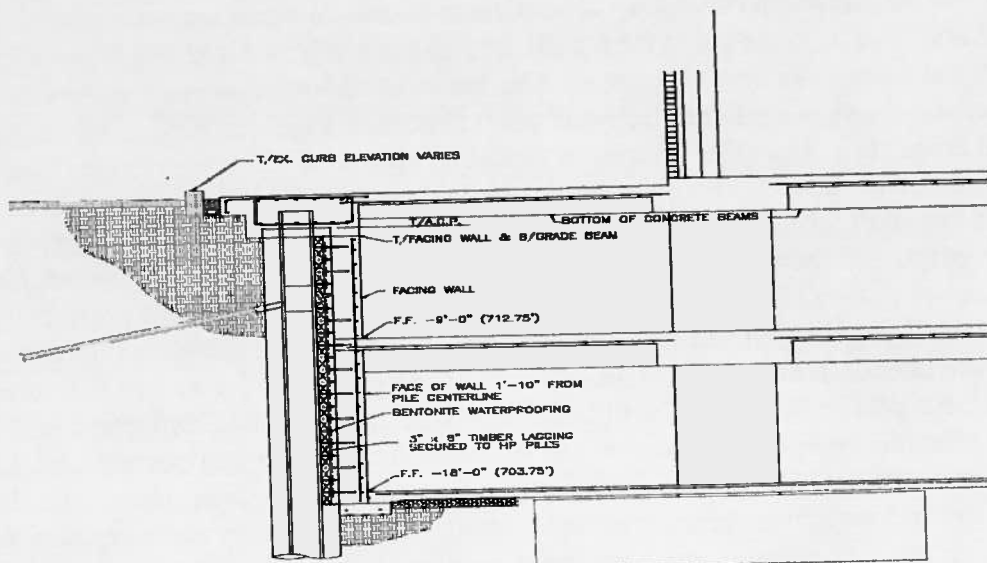 T./EX. CURB ELEVATION VARIES
T/A.C.P.
BOTTOM OF CONCRETE BEAMS
T./FACING WALL & B/GRADE BEAM
FACING WALL
F.F. -9'-0" (712.75')
FACE OF WALL 1'-10" FROM
PILE CENTERLINE
BENTONITE WATERPROOFING
3" x 8" TIMBER LAGGING
SECURED TO HP PILLS
F.F. -18'-0" (703.75')